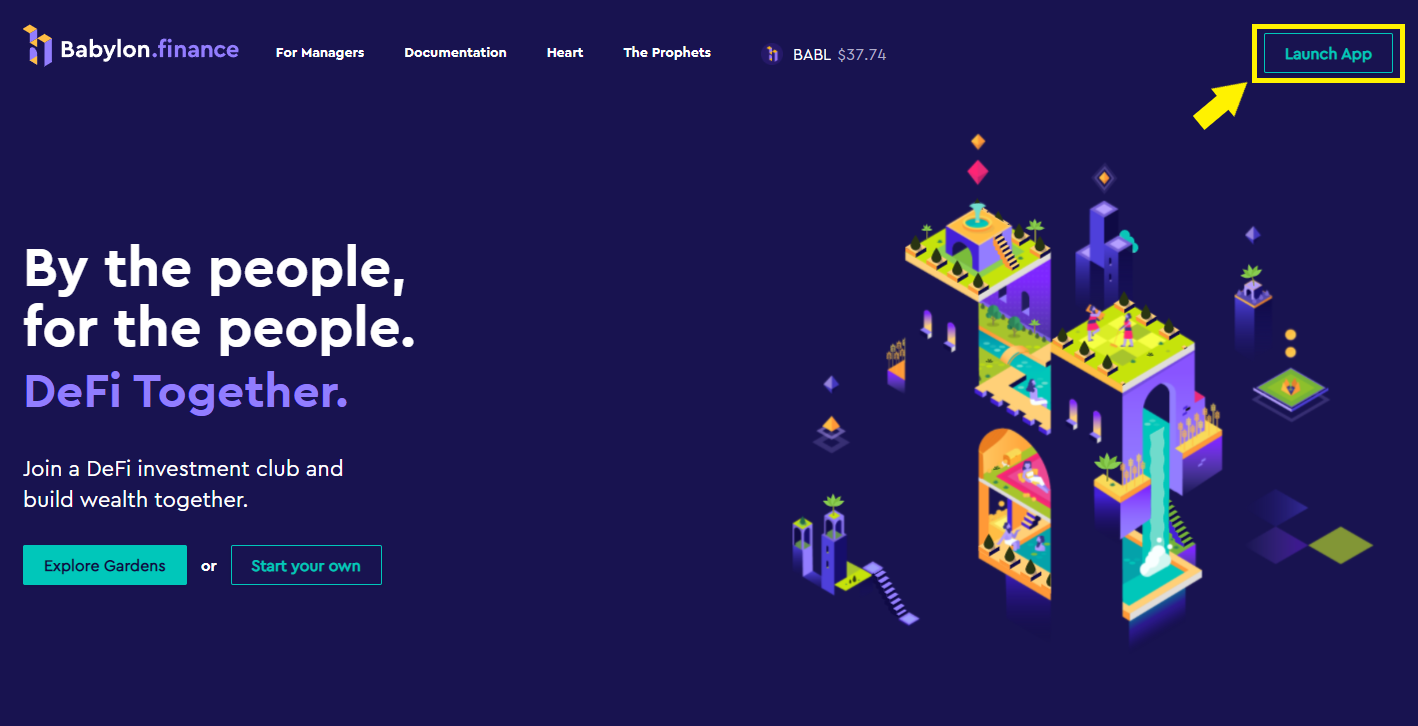 Babylon.finance
For Managers
Documentation
Heart
The Prophets
BABL $37.74
Launch App
By the people,
for the people.
DeFi Together.
Join a DeFi investment club and
build wealth together.
Explore Gardens or Start your own